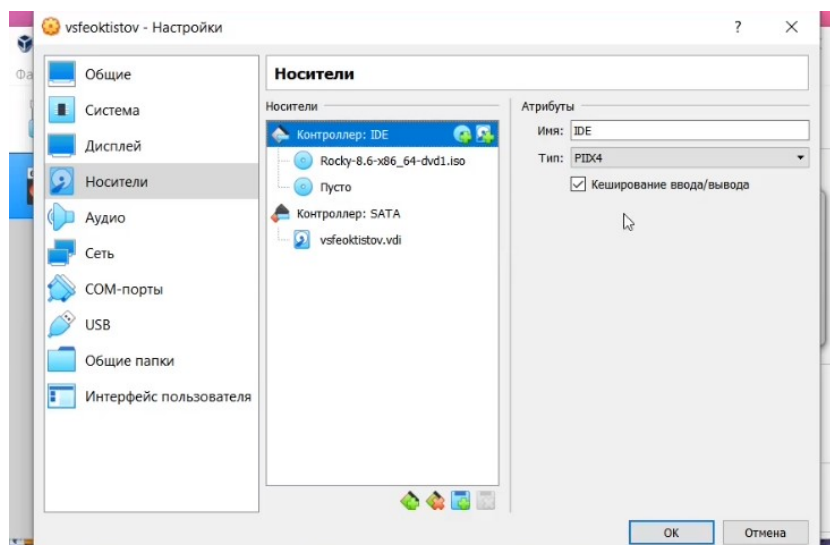 vsfeoktistov - Настройки
?
Фа
Общие
Система
Дисплей
Носители
Аудио
Сеть
COM-порты
USB
Общие папки
Интерфейс пользователя
Носители
Носители
Контроллер: IDE
Rocky-8.6-x86_64-dvd1.iso
Пусто
Контроллер: SATA
vsfeoktistov.vdi
Атрибуты
Имя: IDE
Тип: PIIX4
Кеширование ввода/вывода
OK
Отмена